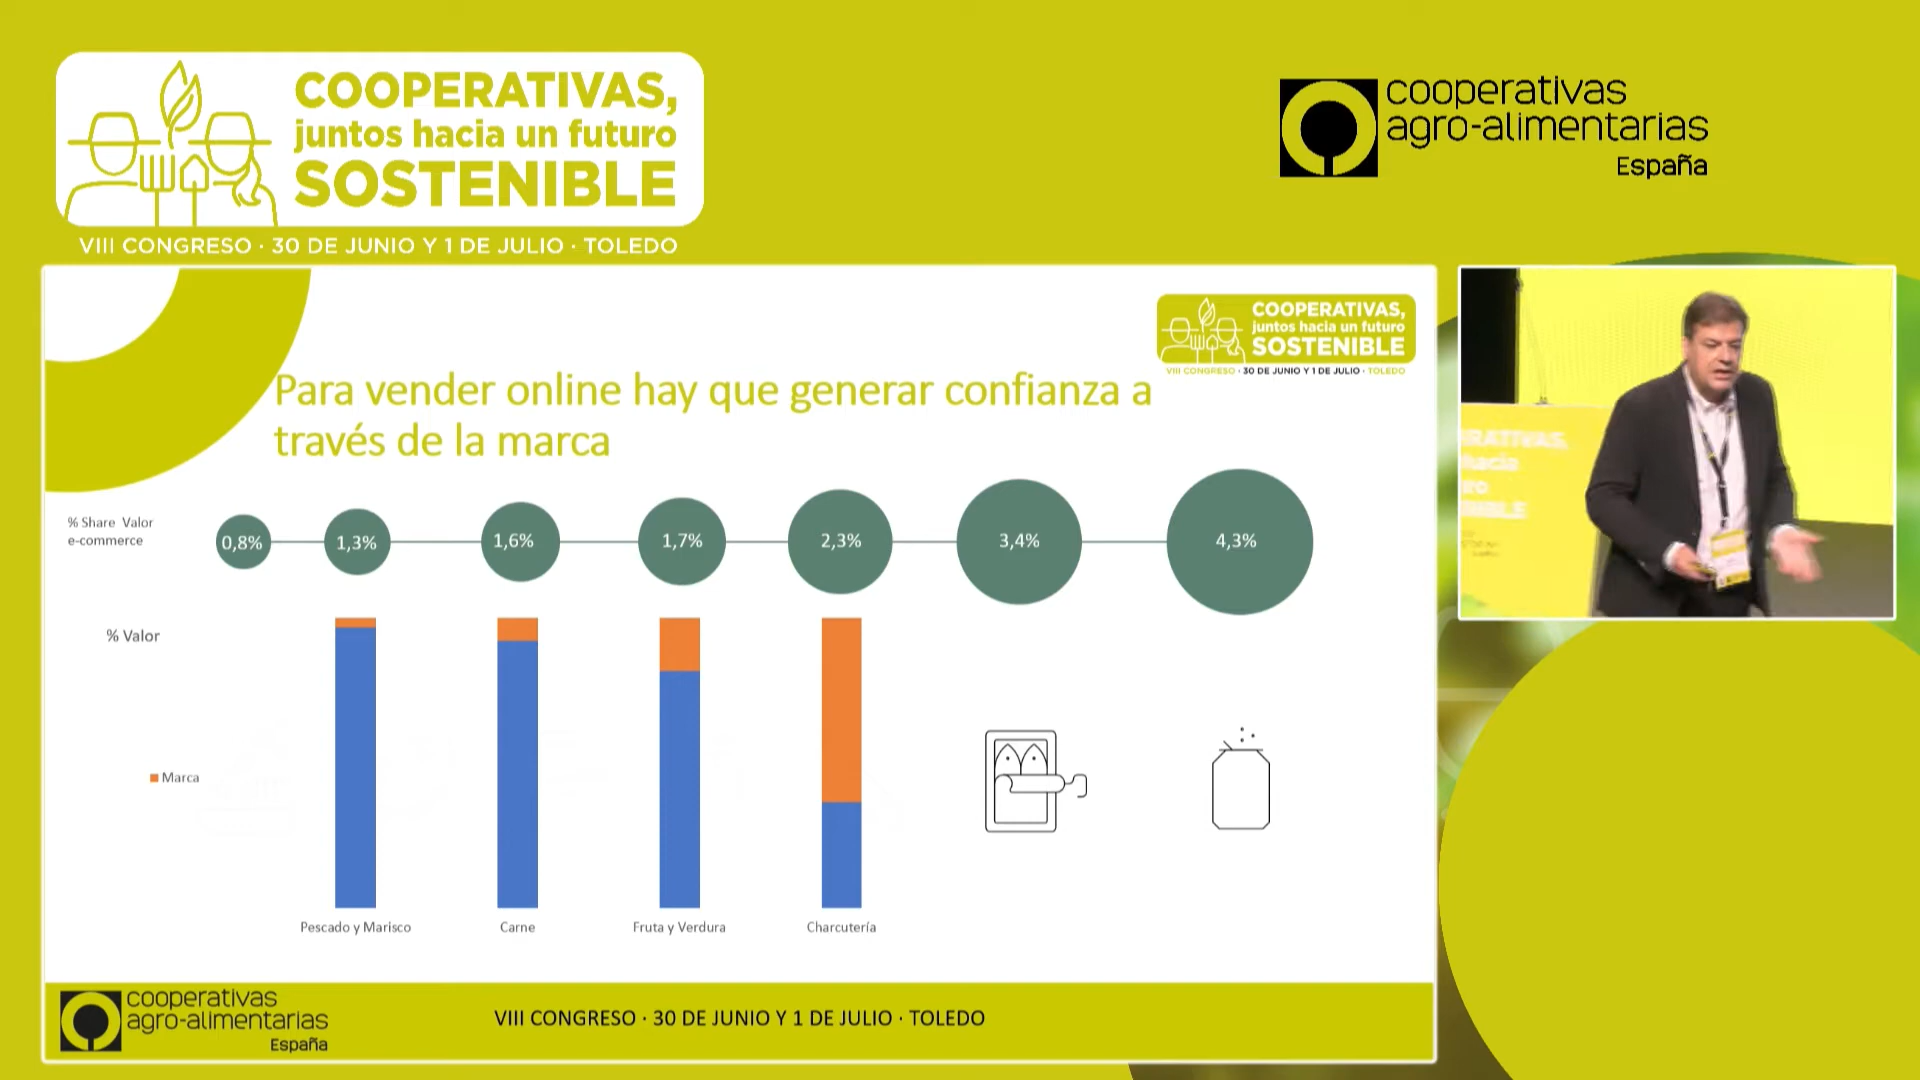 COOPERATIVAS,
juntos hacia un futuro
SOSTENIBLE
VIII CONGRESO · 30 DE JUNIO Y 1 DE JULIO · TOLEDO
cooperativas
agro-alimentarias
España
COOPERATIVAS,
juntos hacia un futuro
SOSTENIBLE
VIII CONGRESO · 30 DE JUNIO Y 1 DE JULIO · TOLEDO
Para vender online hay que generar confianza a
través de la marca
% Share Valor
e-commerce
0,8%
1,3%
1,6%
1,7%
2,3%
3,4%
4,3%
% Valor
Marca
Pescado y Marisco
Carne
Fruta y Verdura
Charcutería
cooperativas
agro-alimentarias
España
VIII CONGRESO · 30 DE JUNIO Y 1 DE JULIO · TOLEDO